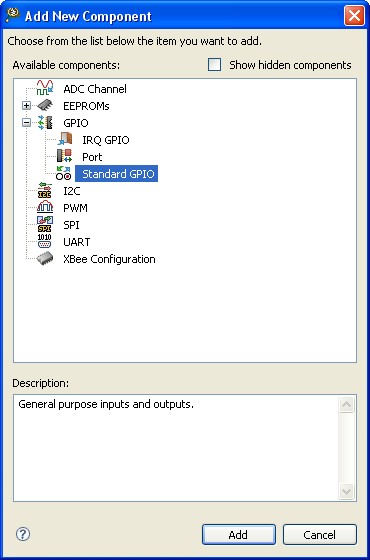 Add New Component
Choose from the list below the item you want to add.
Available components:
Show hidden components
ADC Channel
EEPROMs
GPIO
IRQ GPIO
Port
Standard GPIO
I2C
PWM
SPI
UART
XBee Configuration
Description:
General purpose inputs and outputs.
Add
Cancel